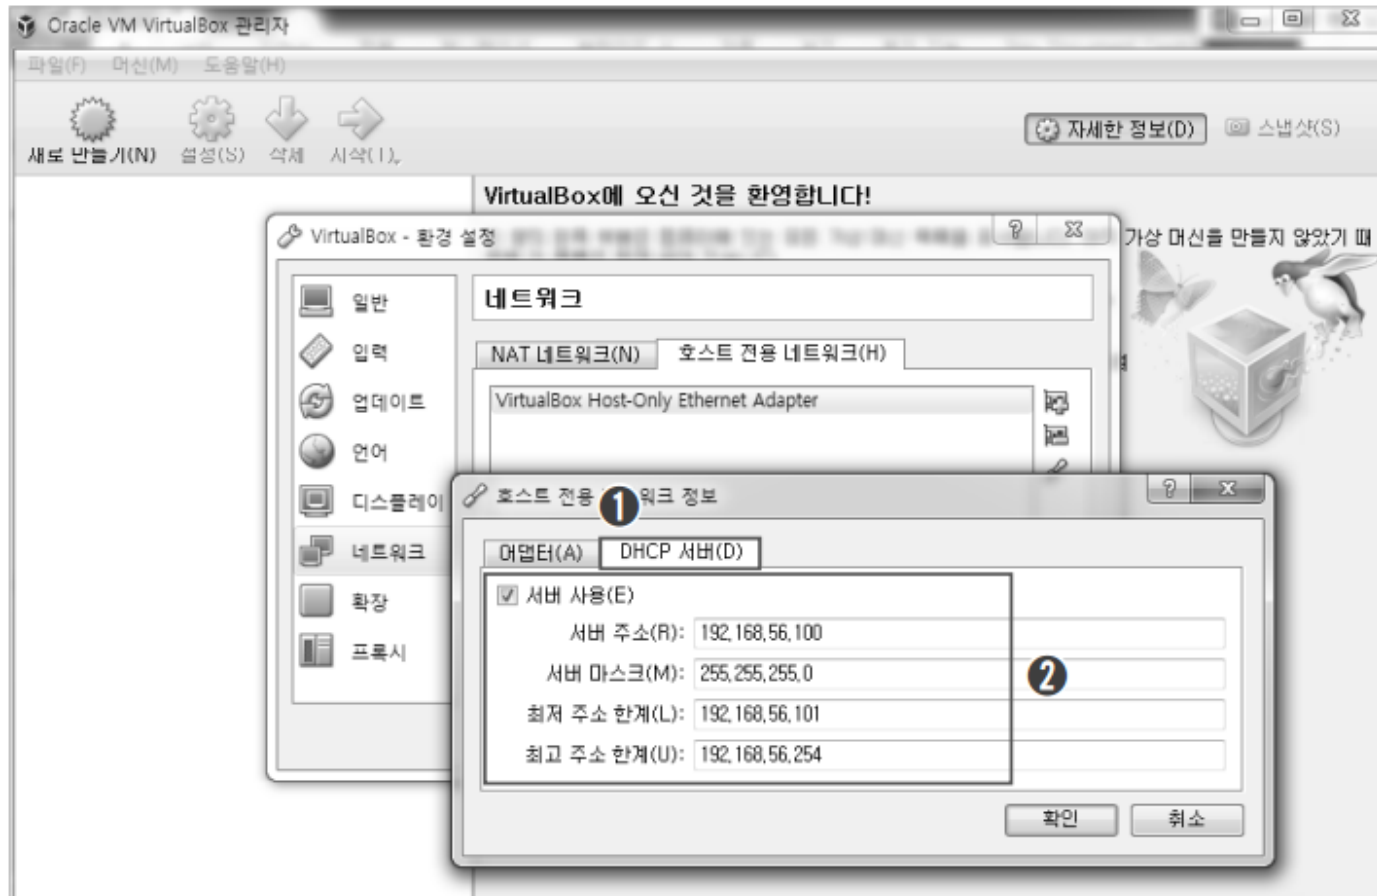 Oracle VM VirtualBox 관리자
파일(F) 머신(M) 도움말(H)
새로 만들기(N) 설정(S) 삭제 시작(T)
자세한 정보(D) 스냅샷(S)
VirtualBox에 오신 것을 환영합니다!
VirtualBox - 환경 설정
가상 머신을 만들지 않았기 때
일반
네트워크
입력
NAT 네트워크(N) 호스트 전용 네트워크(H)
업데이트
VirtualBox Host-Only Ethernet Adapter
언어
디스플레이
호스트 전용 워크 정보
1
네트워크
어댑터(A) DHCP 서버(D)
확장
서버 사용(E)
프록시
서버 주소(R): 192,168,56,100
서버 마스크(M): 255,255,255,0
2
최저 주소 한계(L): 192,168,56,101
최고 주소 한계(U): 192,168,56,254
확인 취소